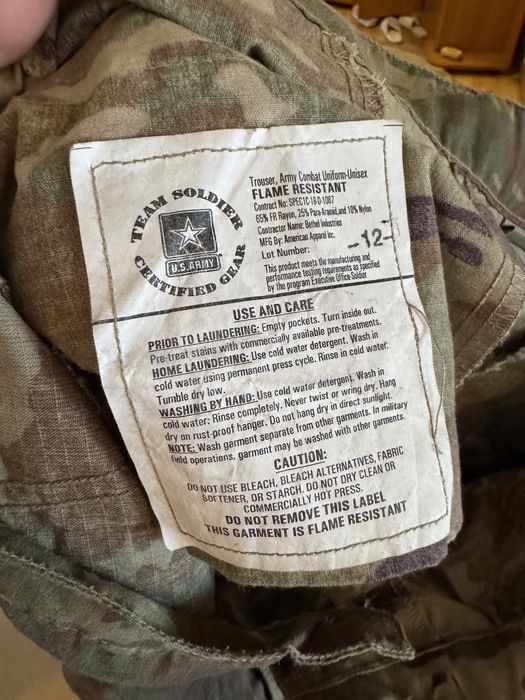 TEAM SOLDIER
U.S. ARMY
CERTIFIED GEAR
Trouser, Army Combat Uniform-Unisex
FLAME RESISTANT
Contract No: SPE1C1-18-D-1087
65% FR Rayon, 25% Para-Aramid, and 10% Nylon
Contractor Name: Bethel Industries
MFG By: American Apparel Inc.
Lot Number: -12-
This product meets the manufacturing and
performance testing requirements as specified
by the program Executive Office Soldier
USE AND CARE
PRIOR TO LAUNDERING: Empty pockets. Turn inside out.
Pre-treat stains with commercially available pre-treatments.
HOME LAUNDERING: Use cold water detergent. Wash in
cold water using permanent press cycle. Rinse in cold water.
Tumble dry low.
WASHING BY HAND: Use cold water detergent. Wash in
cold water: Rinse completely. Never twist or wring dry. Hang
dry on rust-proof hanger. Do not hang dry in direct sunlight.
NOTE: Wash garment separate from other garments. In military
field operations, garment may be washed with other garments.
CAUTION:
DO NOT USE BLEACH, BLEACH ALTERNATIVES, FABRIC
SOFTENER, OR STARCH. DO NOT DRY CLEAN OR
COMMERCIALLY HOT PRESS.
DO NOT REMOVE THIS LABEL
THIS GARMENT IS FLAME RESISTANT